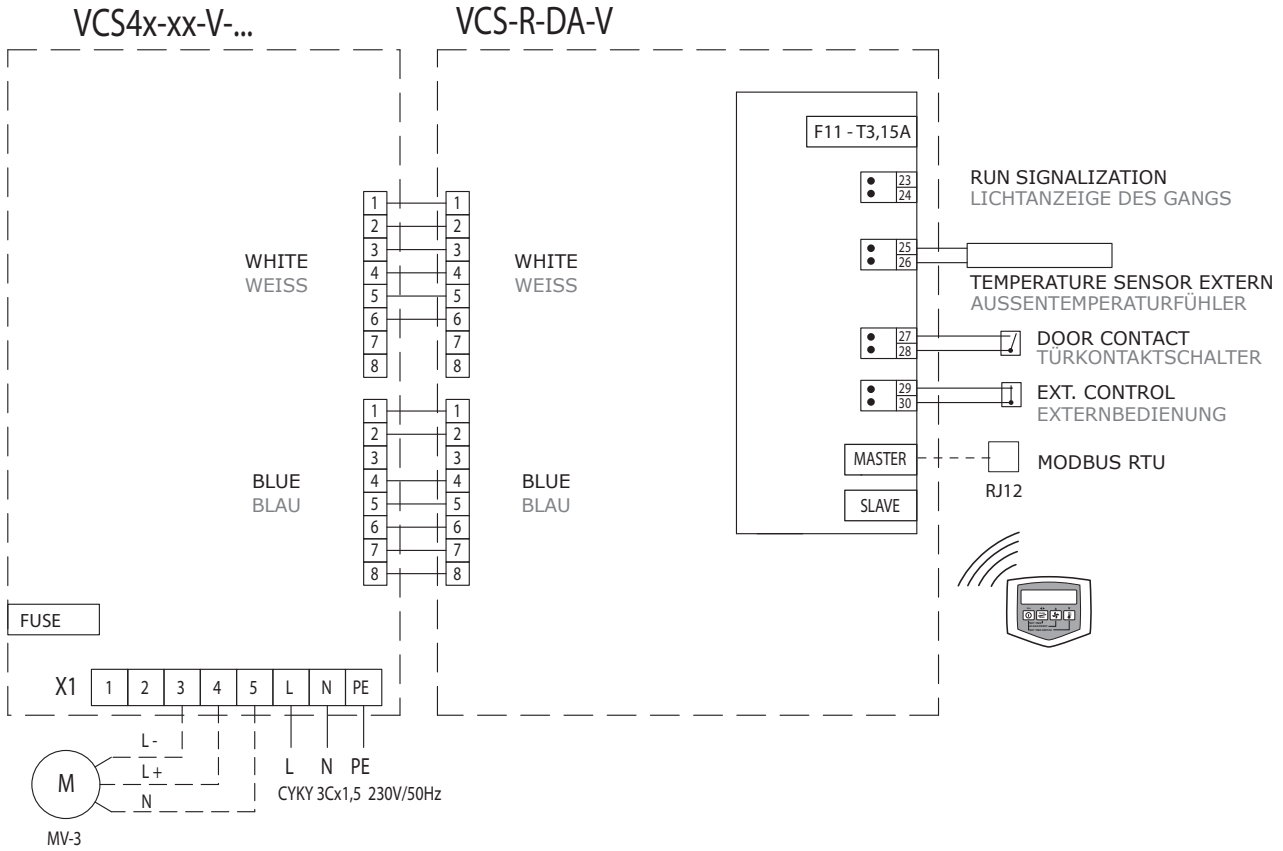 VCS4x-xx-V-...
VCS-R-DA-V
F11 - T3,15A
23
24
RUN SIGNALIZATION
LICHTANZEIGE DES GANGS
25
26
TEMPERATURE SENSOR EXTERN
AUSSENTEMPERATURFÜHLER
27
28
DOOR CONTACT
TÜRKONTAKTSCHALTER
29
30
EXT. CONTROL
EXTERNBEDIENUNG
MASTER
RJ12
MODBUS RTU
SLAVE
WHITE
WEISS
1
2
3
4
5
6
7
8
1
2
3
4
5
6
7
8
WHITE
WEISS
BLUE
BLAU
1
2
3
4
5
6
7
8
1
2
3
4
5
6
7
8
BLUE
BLAU
FUSE
X1 1 2 3 4 5 L N PE
L -
L +
N
M
MV-3
L N PE
CYKY 3Cx1,5 230V/50Hz